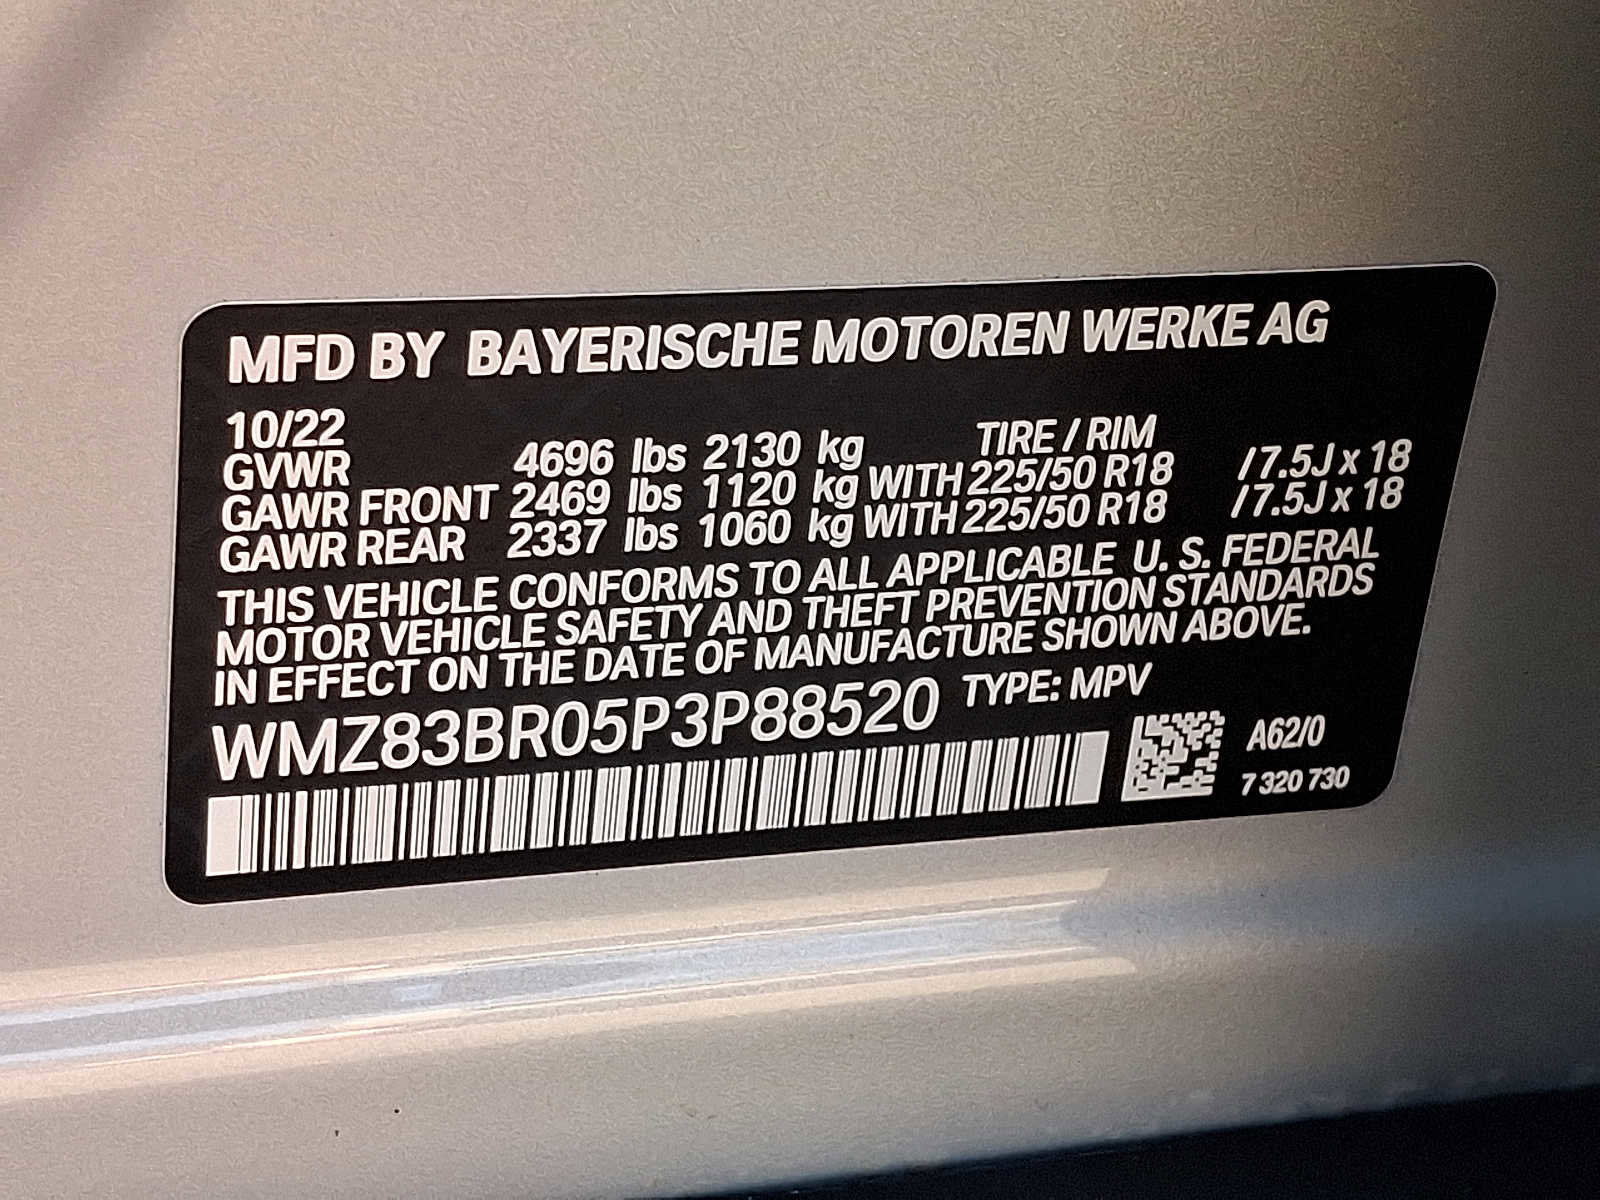 MFD BY BAYERISCHE MOTOREN WERKE AG
10/22 TIRE / RIM
GVWR 4696 lbs 2130 kg
GAWR FRONT 2469 lbs 1120 kg WITH 225/50 R18 / 7.5J x 18
GAWR REAR 2337 lbs 1060 kg WITH 225/50 R18 / 7.5J x 18
THIS VEHICLE CONFORMS TO ALL APPLICABLE U. S. FEDERAL
MOTOR VEHICLE SAFETY AND THEFT PREVENTION STANDARDS
IN EFFECT ON THE DATE OF MANUFACTURE SHOWN ABOVE.
WMZ83BR05P3P88520 TYPE: MPV
A62/0
7 320 730